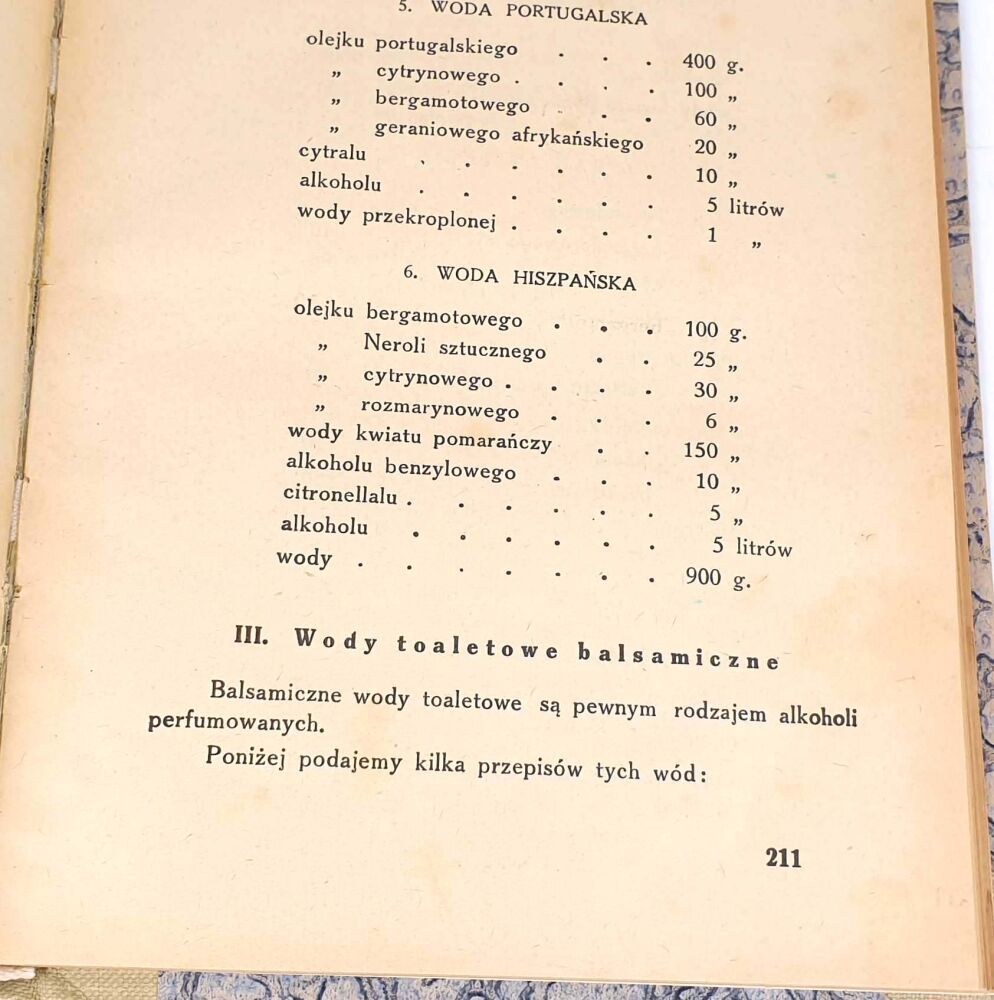 5. WODA PORTUGALSKA
olejku portugalskiego . . . 400 g.
„ cytrynowego . . . . 100 „
„ bergamotowego . . . 60 „
„ geraniowego afrykańskiego 20 „
cytralu . . . . . . 10 „
alkoholu . . . . . . 5 litrów
wody przekroplonej . . . . 1 „
6. WODA HISZPAŃSKA
olejku bergamotowego . . . 100 g.
„ Neroli sztucznego . . 25 „
„ cytrynowego . . . . 30 „
„ rozmarynowego . . . 6 „
wody kwiatu pomarańczy . . 150 „
alkoholu benzylowego . . . 10 „
citronellalu . . . . . . 5 „
alkoholu . . . . . . 5 litrów
wody . . . . . . . 900 g.
III. Wody toaletowe balsamiczne
Balsamiczne wody toaletowe są pewnym rodzajem alkoholi
perfumowanych.
Poniżej podajemy kilka przepisów tych wód:
211